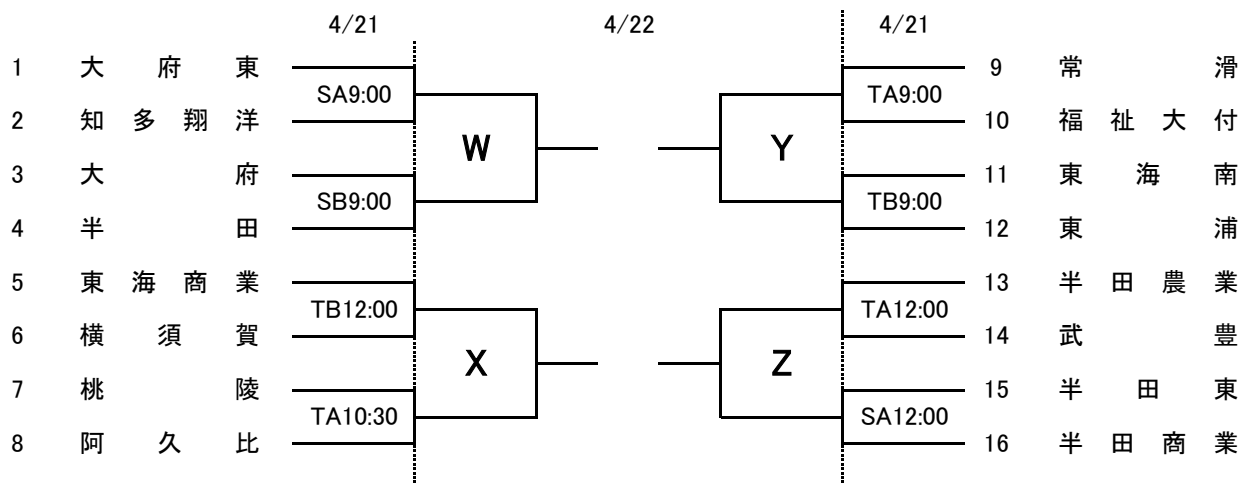 4/21 4/22 4/21
1 大府東 9 常滑
SA9:00 TA9:00
2 知多翔洋 10 福祉大付
W Y
3 大府 11 東海南
SB9:00 TB9:00
4 半田 12 東浦
5 東海商業 13 半田農業
TB12:00 TA12:00
6 横須賀 14 武豊
X Z
7 桃陵 15 半田東
TA10:30 SA12:00
8 阿久比 16 半田商業